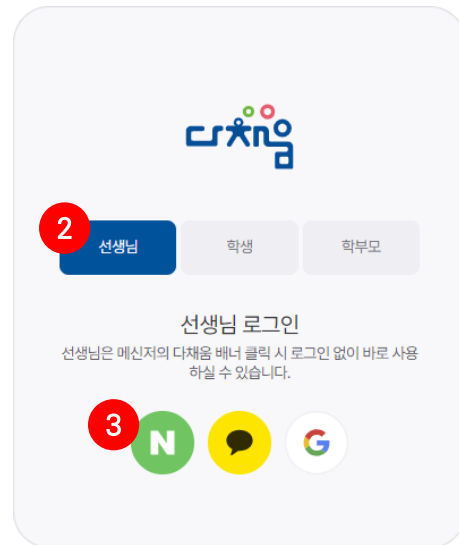 다채움
2
선생님
학생
학부모
선생님 로그인
선생님은 메신저의 다채움 배너 클릭 시 로그인 없이 바로 사용
하실 수 있습니다.
3
N
G